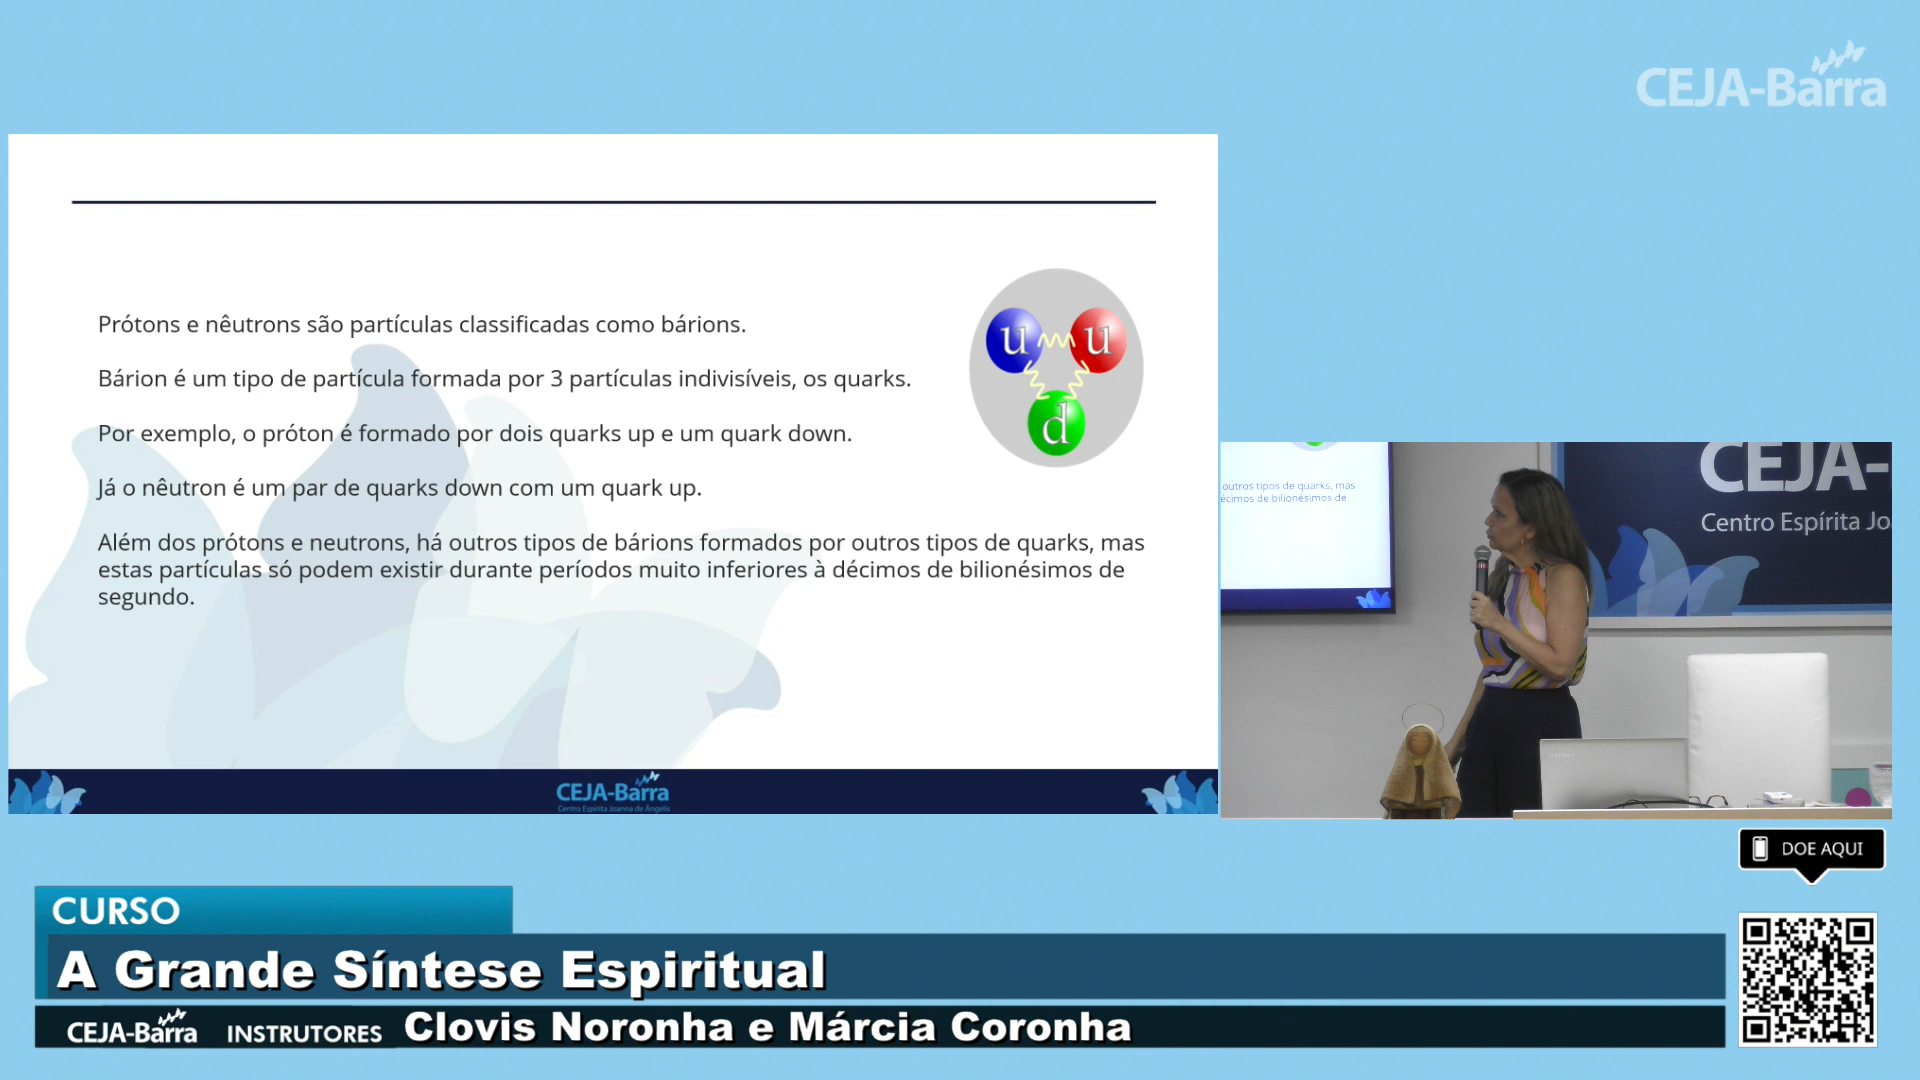 CEJA-Barra
Prótons e nêutrons são partículas classificadas como bárions.
Bárion é um tipo de partícula formada por 3 partículas indivisíveis, os quarks.
Por exemplo, o próton é formado por dois quarks up e um quark down.
Já o nêutron é um par de quarks down com um quark up.
Além dos prótons e neutrons, há outros tipos de bárions formados por outros tipos de quarks, mas
estas partículas só podem existir durante períodos muito inferiores à décimos de bilionésimos de
segundo.
u u
d
CEJA-Barra
Centro Espírita Joanna de Ângelis
outros tipos de quarks, mas
écimos de bilionésimos de
CEJA-
Centro Espírita Jo
DOE AQUI
CURSO
A Grande Síntese Espiritual
CEJA-Barra INSTRUTORES Clovis Noronha e Márcia Coronha